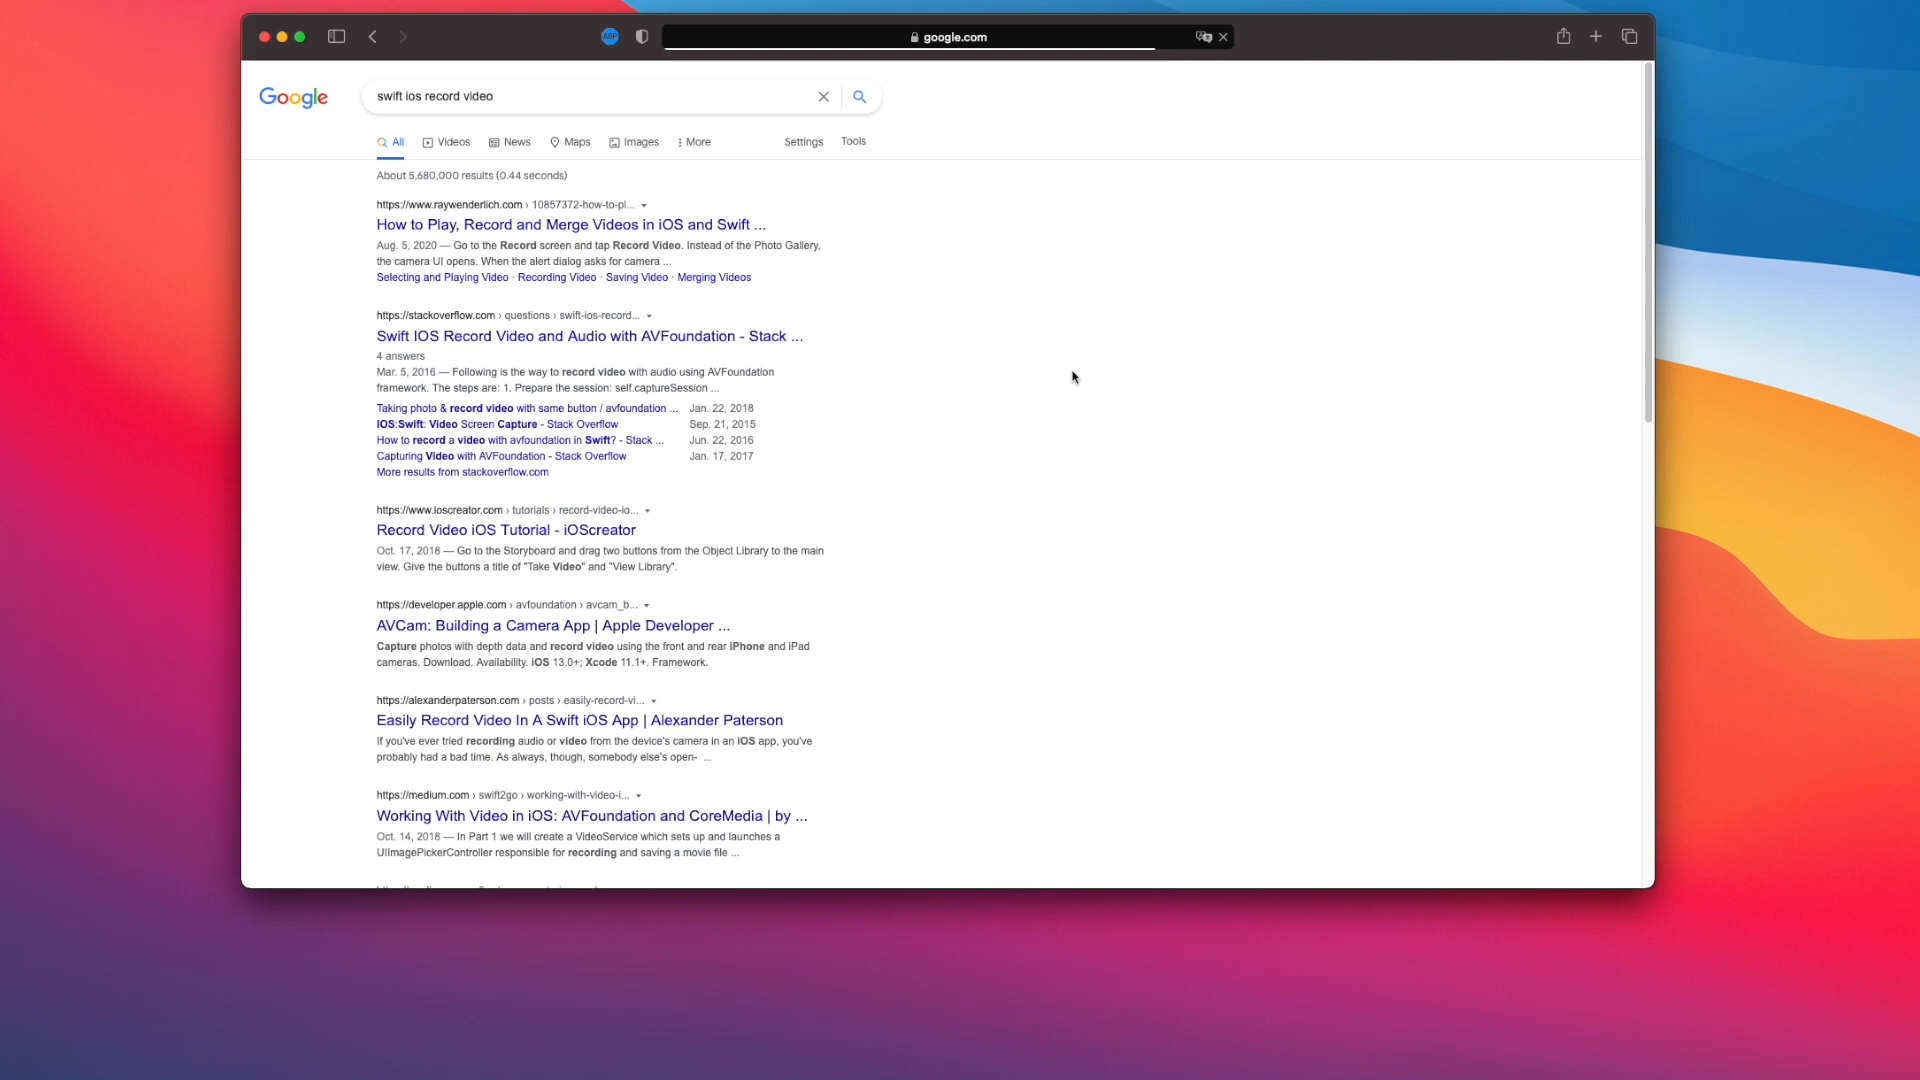 ABP
google.com
Google
swift ios record video
All
Videos
News
Maps
Images
More
Settings
Tools
About 5,680,000 results (0.44 seconds)
https://www.raywenderlich.com › 10857372-how-to-pl...
How to Play, Record and Merge Videos in iOS and Swift ...
Aug. 5, 2020 — Go to the Record screen and tap Record Video. Instead of the Photo Gallery,
the camera UI opens. When the alert dialog asks for camera ...
Selecting and Playing Video · Recording Video · Saving Video · Merging Videos
https://stackoverflow.com › questions › swift-ios-record...
Swift IOS Record Video and Audio with AVFoundation - Stack ...
4 answers
Mar. 5, 2016 — Following is the way to record video with audio using AVFoundation
framework. The steps are: 1. Prepare the session: self.captureSession ...
Taking photo & record video with same button / avfoundation ... Jan. 22, 2018
IOS:Swift: Video Screen Capture - Stack Overflow Sep. 21, 2015
How to record a video with avfoundation in Swift? - Stack ... Jun. 22, 2016
Capturing Video with AVFoundation - Stack Overflow Jan. 17, 2017
More results from stackoverflow.com
https://www.ioscreator.com › tutorials › record-video-io...
Record Video iOS Tutorial - iOScreator
Oct. 17, 2018 — Go to the Storyboard and drag two buttons from the Object Library to the main
view. Give the buttons a title of "Take Video" and "View Library".
https://developer.apple.com › avfoundation › avcam_b...
AVCam: Building a Camera App | Apple Developer ...
Capture photos with depth data and record video using the front and rear iPhone and iPad
cameras. Download. Availability. iOS 13.0+; Xcode 11.1+. Framework.
https://alexanderpaterson.com › posts › easily-record-vi...
Easily Record Video In A Swift iOS App | Alexander Paterson
If you've ever tried recording audio or video from the device's camera in an iOS app, you've
probably had a bad time. As always, though, somebody else's open- ...
https://medium.com › swift2go › working-with-video-i...
Working With Video in iOS: AVFoundation and CoreMedia | by ...
Oct. 14, 2018 — In Part 1 we will create a VideoService which sets up and launches a
UIImagePickerController responsible for recording and saving a movie file ...